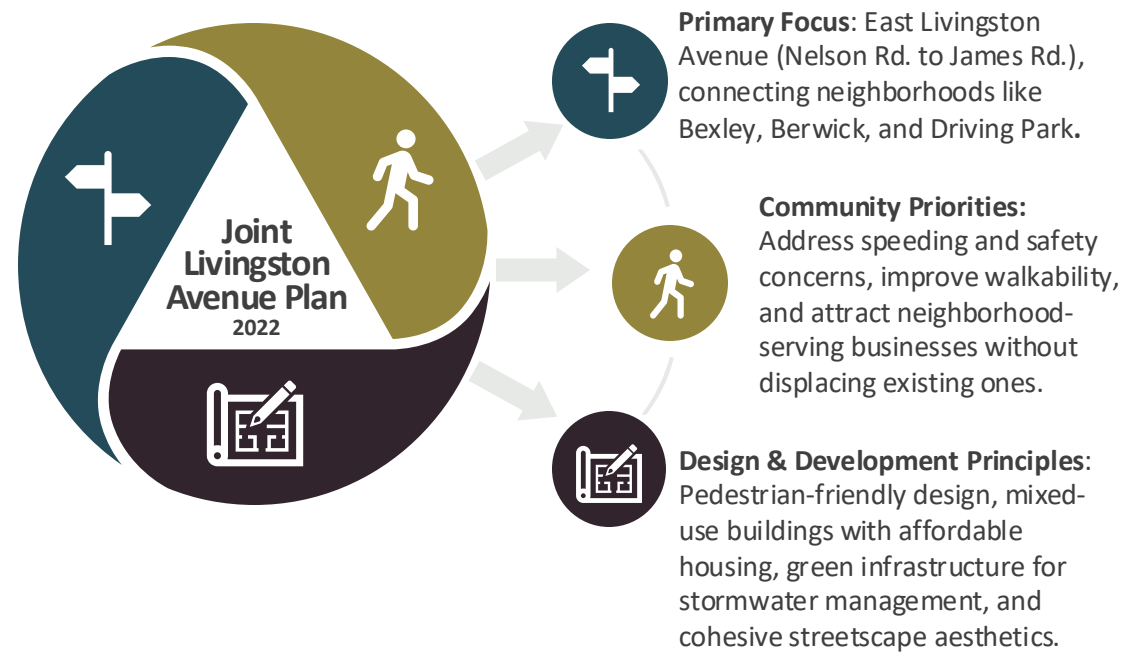 Joint
Livingston
Avenue Plan
2022
Primary Focus: East Livingston
Avenue (Nelson Rd. to James Rd.),
connecting neighborhoods like
Bexley, Berwick, and Driving Park.
Community Priorities:
Address speeding and safety
concerns, improve walkability,
and attract neighborhood-
serving businesses without
displacing existing ones.
Design & Development Principles:
Pedestrian-friendly design, mixed-
use buildings with affordable
housing, green infrastructure for
stormwater management, and
cohesive streetscape aesthetics.